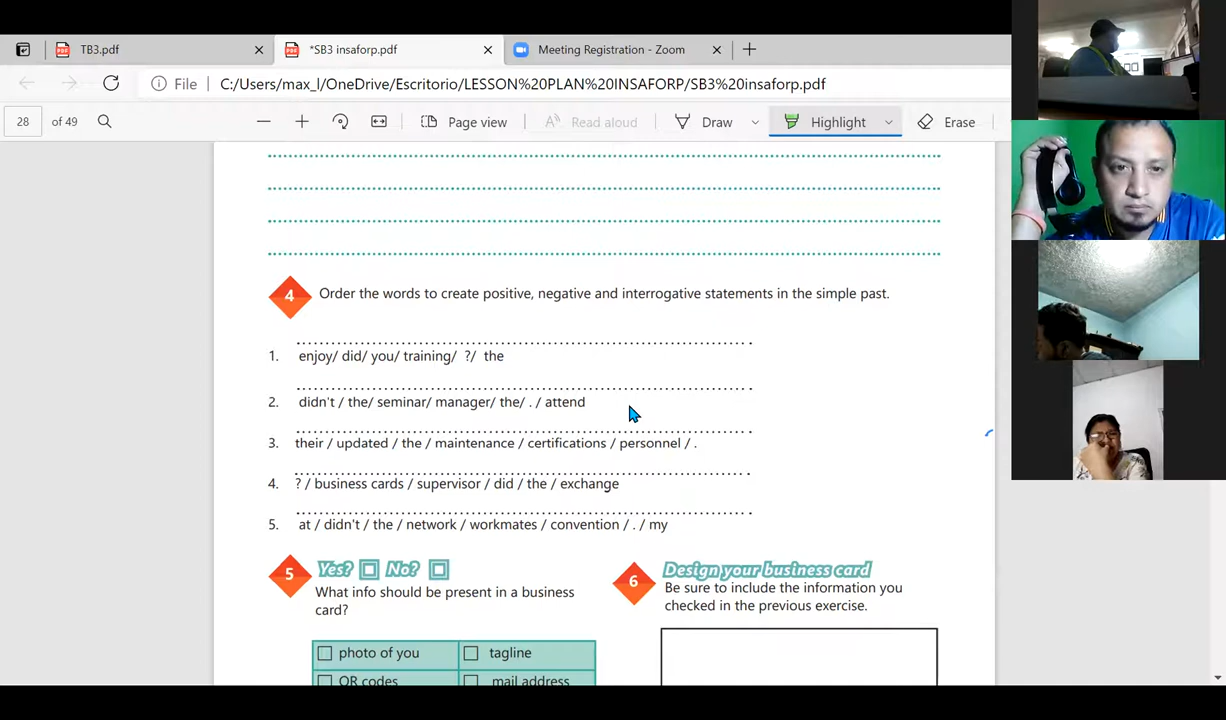 TB3.pdf
*SB3 insaforp.pdf
Meeting Registration - Zoom
File C:/Users/max_l/OneDrive/Escritorio/LESSON%20PLAN%20INSAFORP/SB3%20insaforp.pdf
28 of 49
Page view
Read aloud
Draw
Highlight
Erase
4 Order the words to create positive, negative and interrogative statements in the simple past.
1. enjoy/ did/ you/ training/ ?/ the
2. didn't / the/ seminar/ manager/ the/ . / attend
3. their / updated / the / maintenance / certifications / personnel / .
4. ? / business cards / supervisor / did / the / exchange
5. at / didn't / the / network / workmates / convention / . / my
5 Yes? No?
What info should be present in a business
card?
photo of you
tagline
QR codes
mail address
6 Design your business card
Be sure to include the information you
checked in the previous exercise.